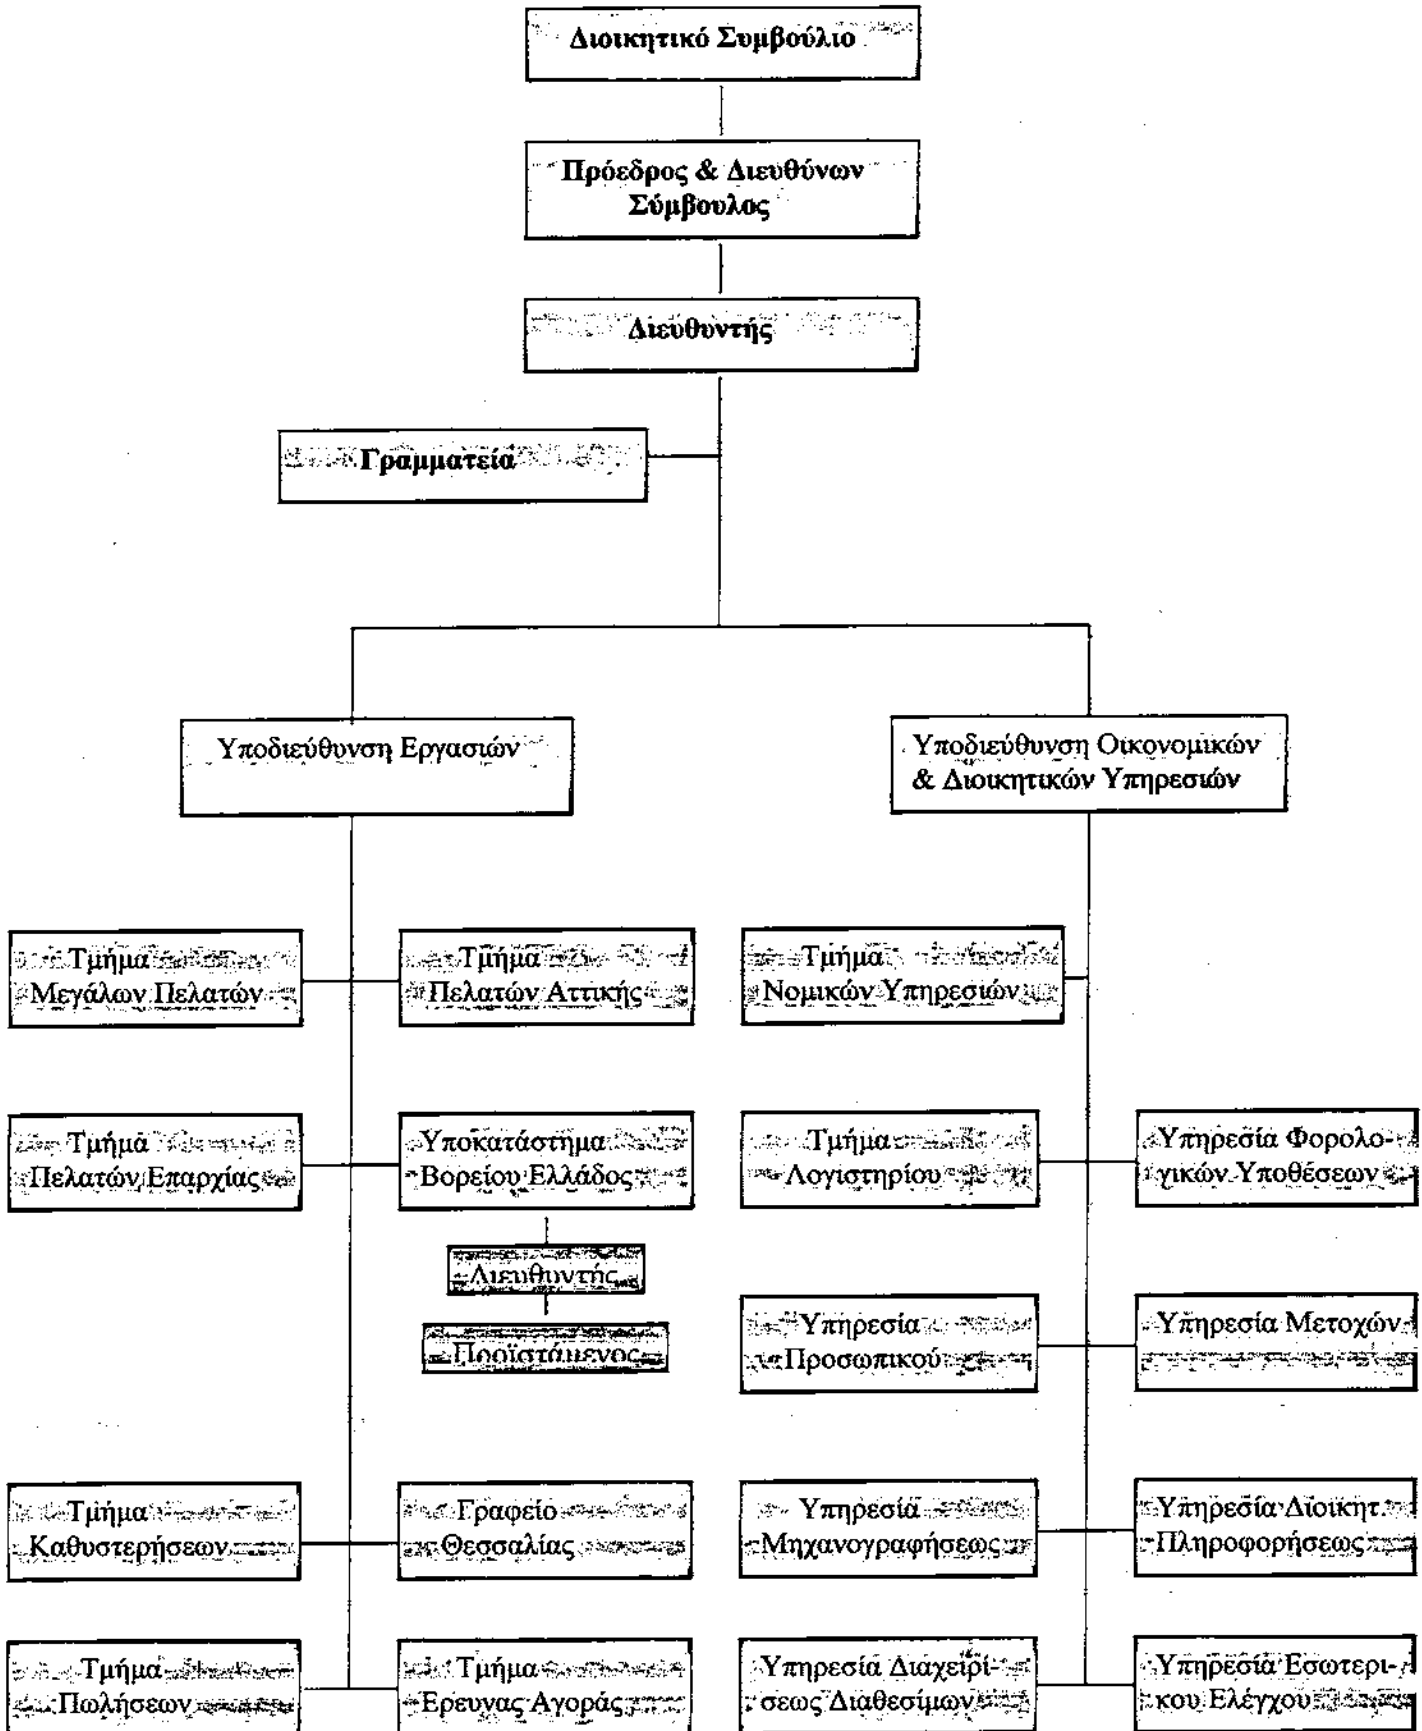 Διοικητικό Συμβούλιο
Πρόεδρος & Διευθύνων
Σύμβουλος
Διευθυντής
Γραμματεία
Υποδιεύθυνση Εργασιών
Υποδιεύθυνση Οικονομικών
& Διοικητικών Υπηρεσιών
Τμήμα
Μεγάλων Πελατών
Τμήμα
Πελατών Αττικής
Τμήμα
Νομικών Υπηρεσιών
Τμήμα
Πελατών Επαρχίας
Υποκατάστημα
Βορείου Ελλάδος
Τμήμα
Λογιστηρίου
Υπηρεσία Φορολο-
γικών Υποθέσεων
Διευθυντής
Προϊστάμενος
Υπηρεσία
Προσωπικού
Υπηρεσία Μετοχών
Τμήμα
Καθυστερήσεων
Γραφείο
Θεσσαλίας
Υπηρεσία
Μηχανογραφήσεως
Υπηρεσία Διοικητ.
Πληροφορήσεως
Τμήμα
Πωλήσεων
Τμήμα
Ερευνας Αγοράς
Υπηρεσία Διαχειρί-
σεως Διαθεσίμων
Υπηρεσία Εσωτερι-
κου Ελέγχου